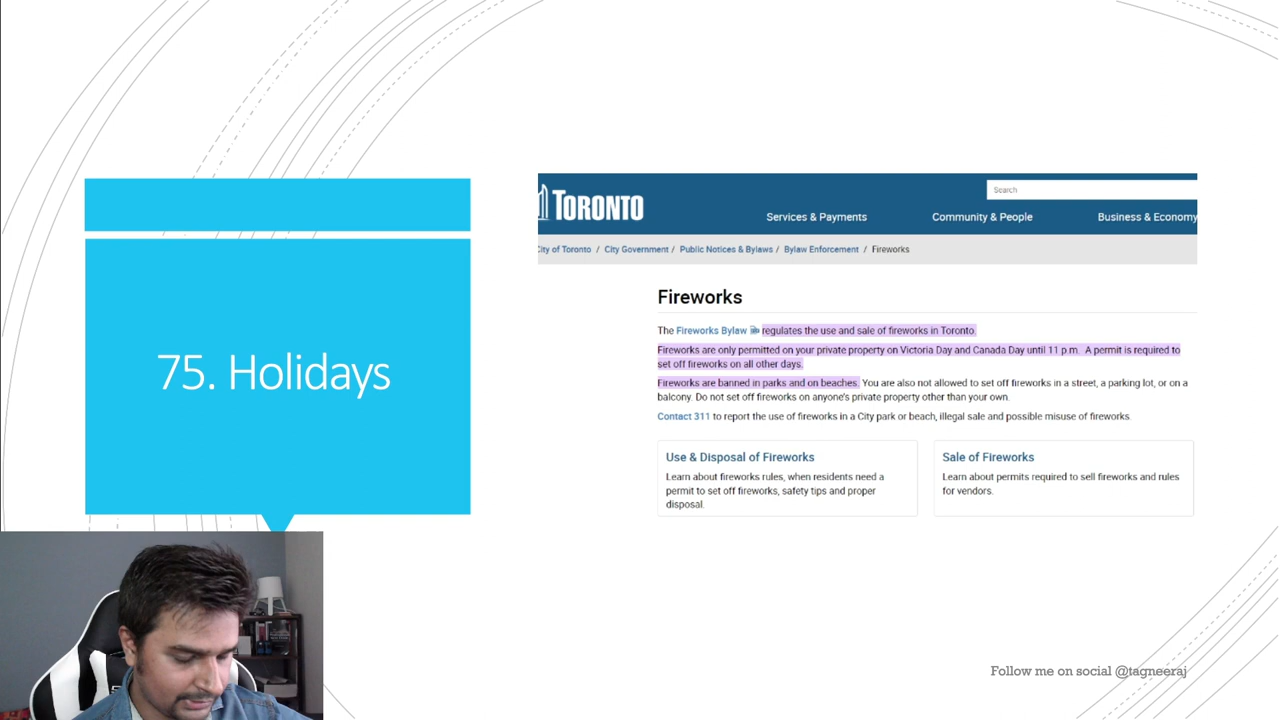 75. Holidays
TORONTO
Search
Services & Payments
Community & People
Business & Economy
City of Toronto / City Government / Public Notices & Bylaws / Bylaw Enforcement / Fireworks
Fireworks
The Fireworks Bylaw regulates the use and sale of fireworks in Toronto.
Fireworks are only permitted on your private property on Victoria Day and Canada Day until 11 p.m. A permit is required to
set off fireworks on all other days.
Fireworks are banned in parks and on beaches. You are also not allowed to set off fireworks in a street, a parking lot, or on a
balcony. Do not set off fireworks on anyone's private property other than your own.
Contact 311 to report the use of fireworks in a City park or beach, illegal sale and possible misuse of fireworks.
Use & Disposal of Fireworks
Learn about fireworks rules, when residents need a
permit to set off fireworks, safety tips and proper
disposal.
Sale of Fireworks
Learn about permits required to sell fireworks and rules
for vendors.
Follow me on social @tagneeraj